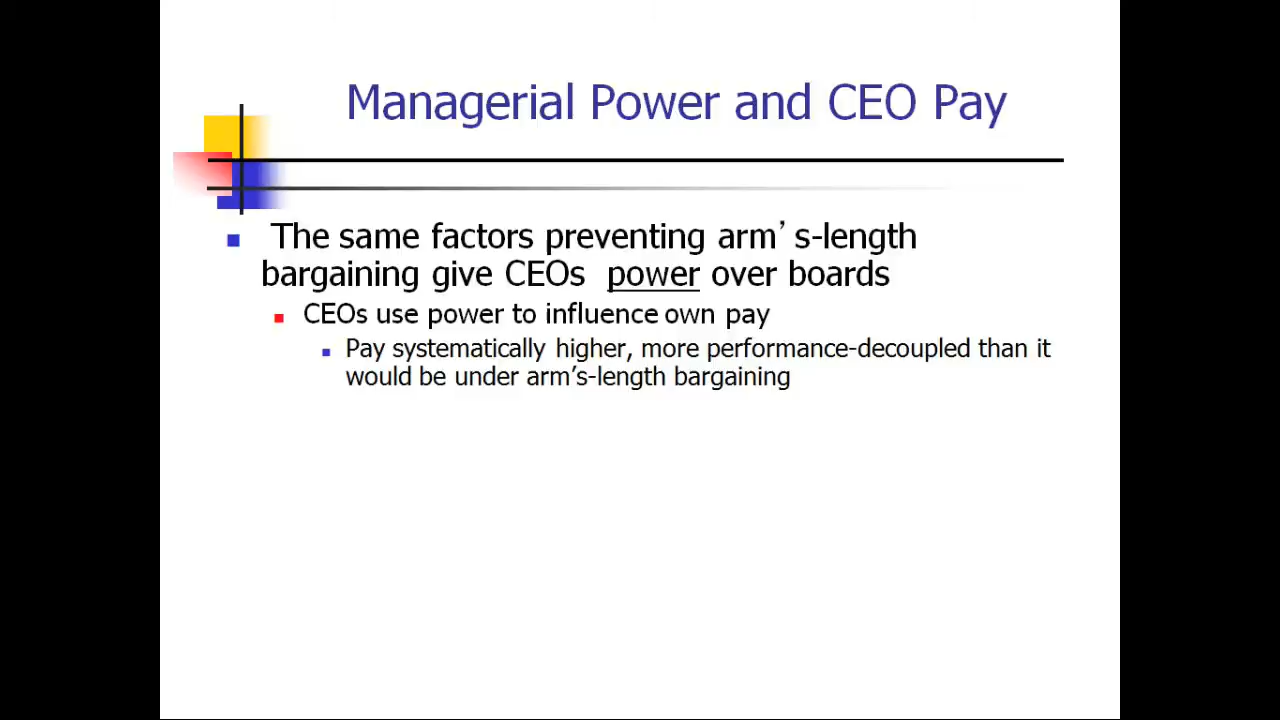 Managerial Power and CEO Pay
The same factors preventing arm’s-length
bargaining give CEOs power over boards
CEOs use power to influence own pay
Pay systematically higher, more performance-decoupled than it
would be under arm’s-length bargaining